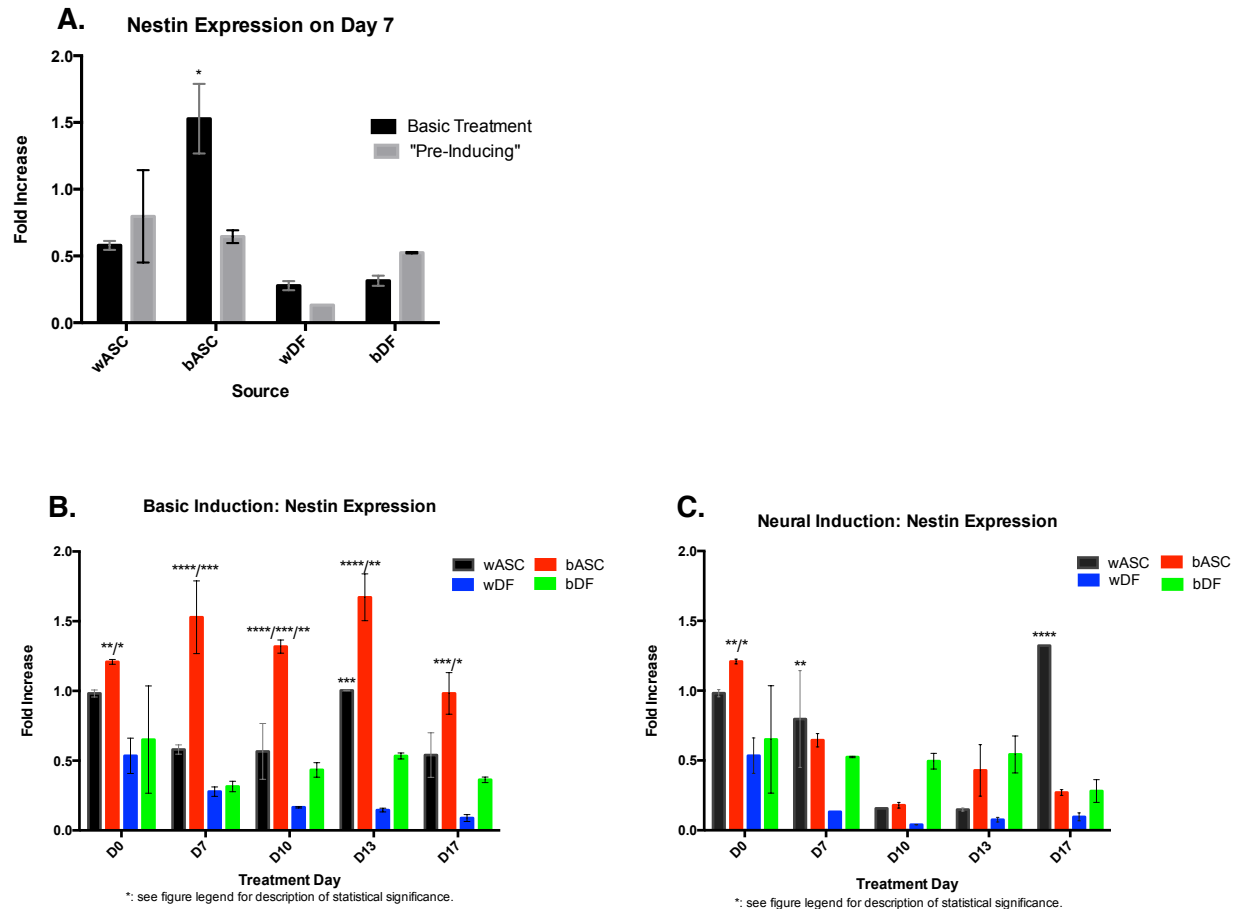 A.
Nestin Expression on Day 7
2.0
1.5
1.0
0.5
0.0
Fold Increase
*
Basic Treatment
"Pre-Inducing"
wASC bASC wDF bDF
Source
B.
Basic Induction: Nestin Expression
wASC bASC
wDF bDF
2.0
1.5
1.0
0.5
0.0
Fold Increase
**/*
****/***
****/***/**
****/**
***
***/*
D0 D7 D10 D13 D17
Treatment Day
*: see figure legend for description of statistical significance.
C.
Neural Induction: Nestin Expression
wASC bASC
wDF bDF
2.0
1.5
1.0
0.5
0.0
Fold Increase
**/*
**
****
D0 D7 D10 D13 D17
Treatment Day
*: see figure legend for description of statistical significance.